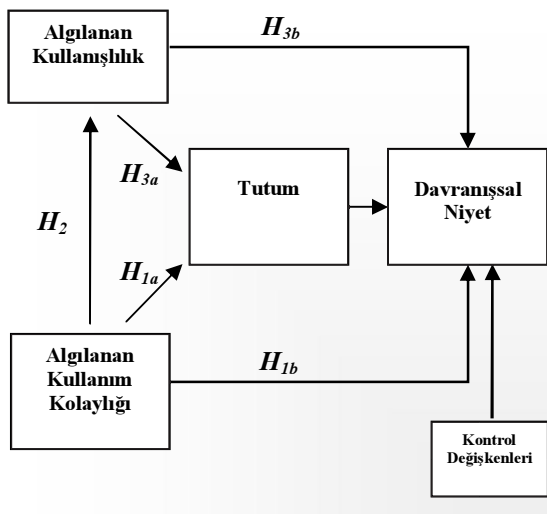 Algılanan
Kullanışlılık
H3b
H3a
Tutum
Davranışsal
Niyet
H2
H1a
Algılanan
Kullanım
Kolaylığı
H1b
Kontrol
Değişkenleri